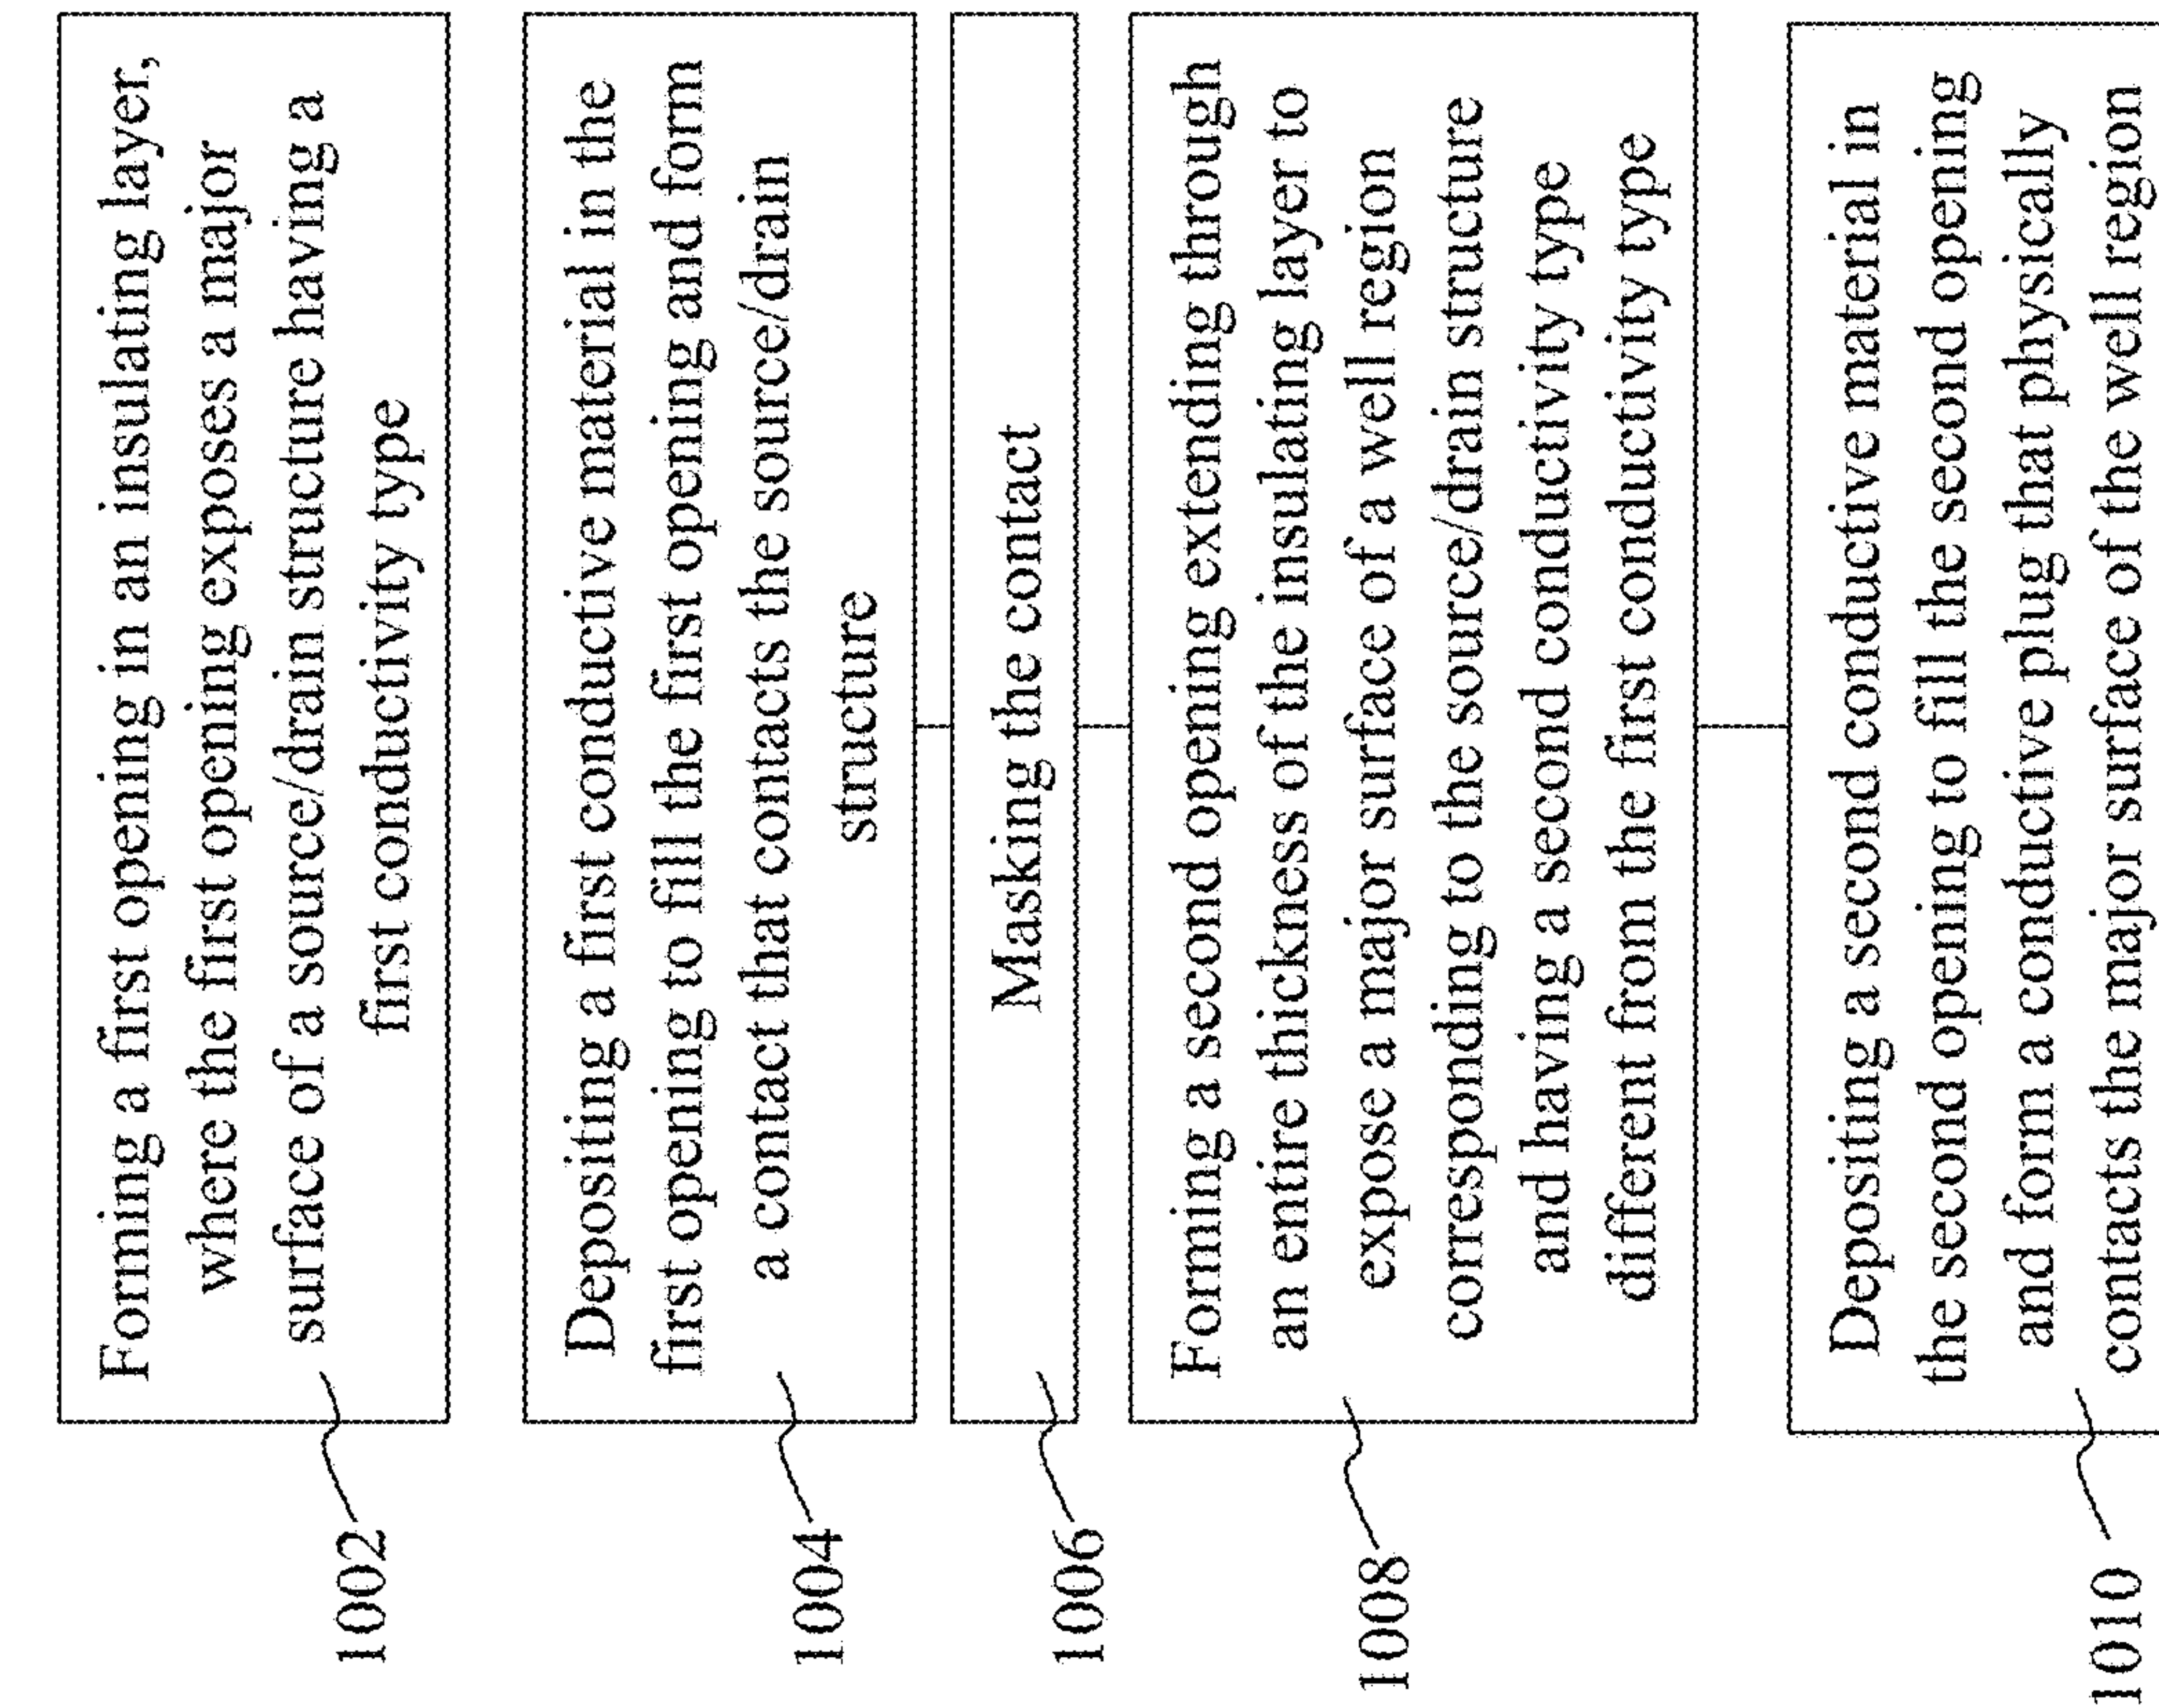 Forming a first opening in an insulating layer,
where the first opening exposes a major
surface of a source/drain structure having a
first conductivity type
1002
Depositing a first conductive material in the
first opening to fill the first opening and form
a contact that contacts the source/drain
structure
1004
Masking the contact
1006
Forming a second opening extending through
an entire thickness of the insulating layer to
expose a major surface of a well region
corresponding to the source/drain structure
and having a second conductivity type
different from the first conductivity type
1008
Depositing a second conductive material in
the second opening to fill the second opening
and form a conductive plug that physically
contacts the major surface of the well region
1010